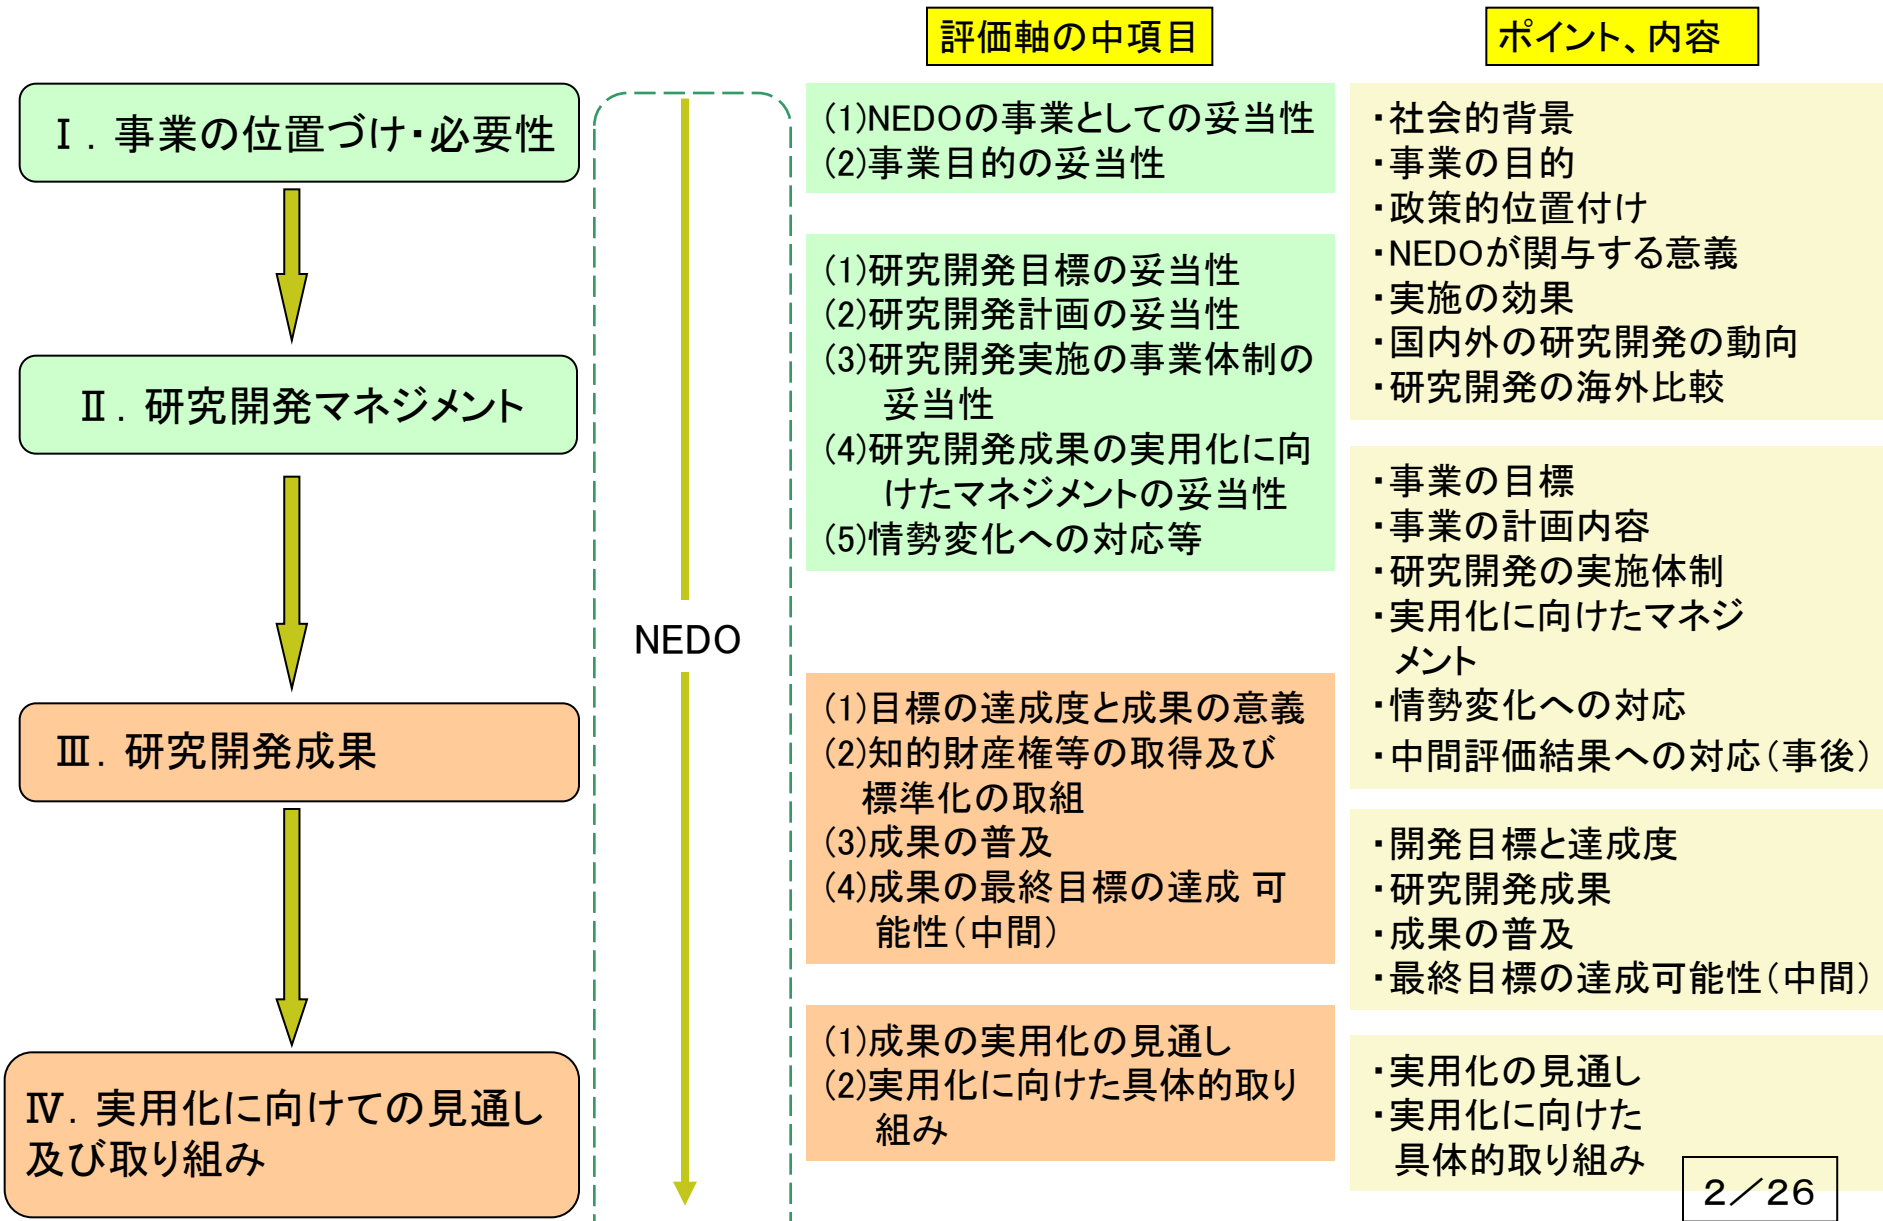 評価軸の中項目
ポイント、内容
Ⅰ．事業の位置づけ・必要性
(1)NEDOの事業としての妥当性
(2)事業目的の妥当性
・社会的背景
・事業の目的
・政策的位置付け
・NEDOが関与する意義
・実施の効果
・国内外の研究開発の動向
・研究開発の海外比較
Ⅱ．研究開発マネジメント
(1)研究開発目標の妥当性
(2)研究開発計画の妥当性
(3)研究開発実施の事業体制の
妥当性
(4)研究開発成果の実用化に向
けたマネジメントの妥当性
(5)情勢変化への対応等
・事業の目標
・事業の計画内容
・研究開発の実施体制
・実用化に向けたマネジ
メント
・情勢変化への対応
・中間評価結果への対応（事後）
NEDO
Ⅲ．研究開発成果
(1)目標の達成度と成果の意義
(2)知的財産権等の取得及び
標準化の取組
(3)成果の普及
(4)成果の最終目標の達成 可
能性（中間）
・開発目標と達成度
・研究開発成果
・成果の普及
・最終目標の達成可能性（中間）
Ⅳ．実用化に向けての見通し
及び取り組み
(1)成果の実用化の見通し
(2)実用化に向けた具体的取り
組み
・実用化の見通し
・実用化に向けた
具体的取り組み
2／26